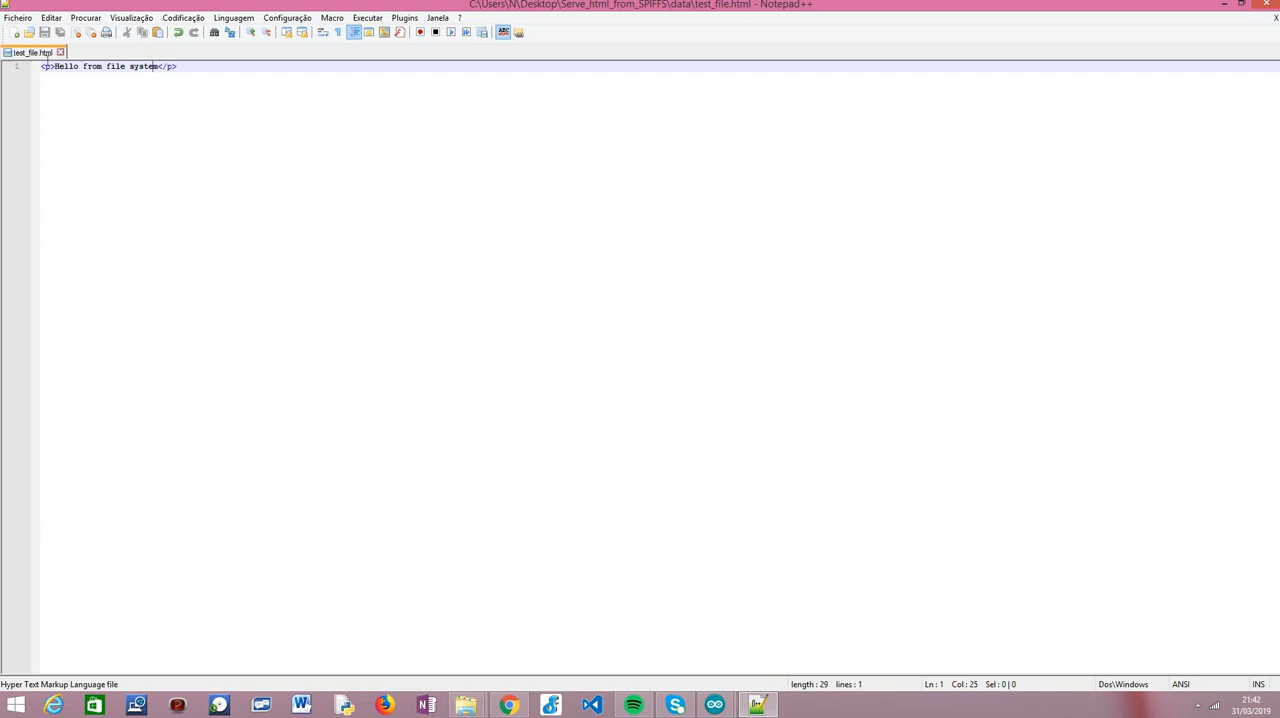 C:\Users\N\Desktop\Serve_html_from_SPIFFS\data\test_file.html - Notepad++
Ficheiro Editar Procurar Visualização Codificação Linguagem Configuração Macro Executar Plugins Janela ?
test_file.html
1 <p>Hello from file system</p>
Hyper Text Markup Language file length : 29 lines : 1 Ln : 1 Col : 25 Sel : 0 | 0 Dos\Windows ANSI INS
21:42
31/03/2019